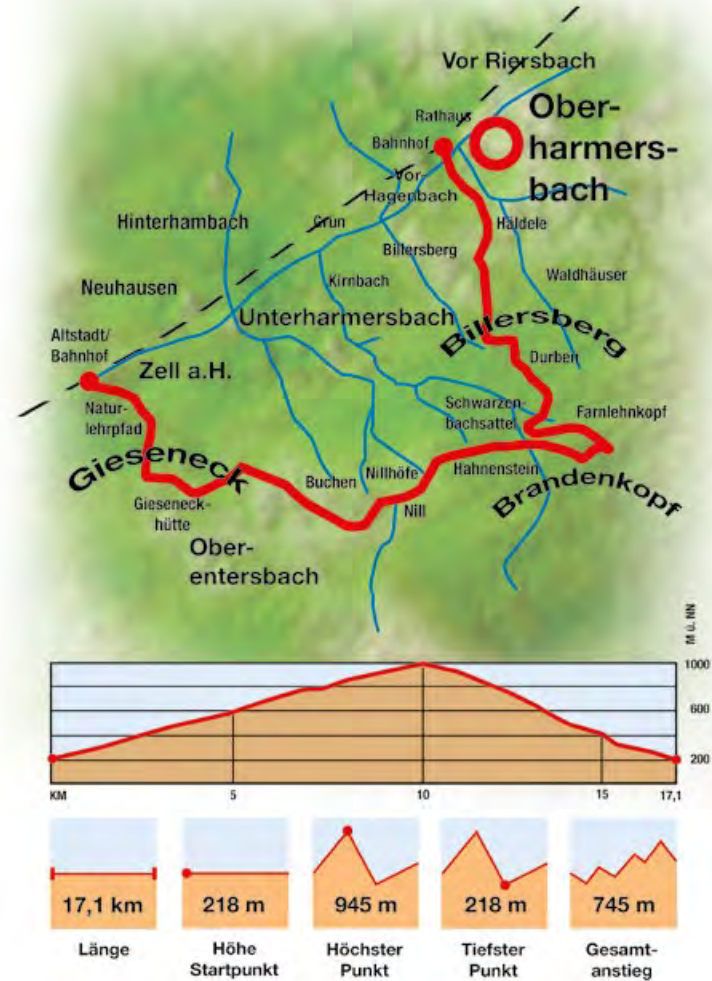 Vor Riersbach
Rathaus
Ober-
harmers-
bach
Bahnhof
Vor-
Hagenbach
Hinterhambach
Grün
Billersberg
Häldele
Neuhausen
Kirnbach
Waldhäuser
Unterharmersbach
Billersberg
Altstadt/
Bahnhof
Zell a.H.
Durben
Natur-
lehrpfad
Schwarzen-
bachsattel
Farnlehnkopf
Gieseneck
Buchen
Nillhöfe
Hahnenstein
Brandenkopf
Gieseneck-
hütte
Nill
Ober-
entersbach
M ü. NN
1000
600
200
KM
5
10
15
17,1
17,1 km
218 m
945 m
218 m
745 m
Länge
Höhe
Startpunkt
Höchster
Punkt
Tiefster
Punkt
Gesamt-
anstieg